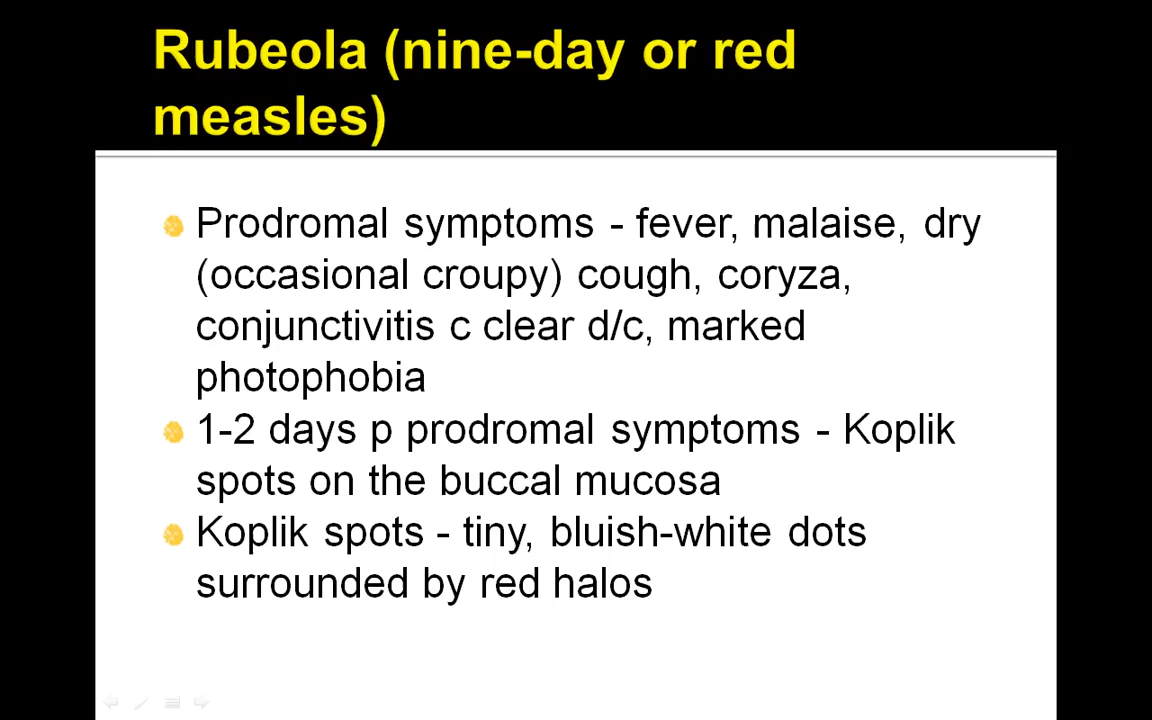 Rubeola (nine-day or red
measles)
Prodromal symptoms - fever, malaise, dry
(occasional croupy) cough, coryza,
conjunctivitis c clear d/c, marked
photophobia
1-2 days p prodromal symptoms - Koplik
spots on the buccal mucosa
Koplik spots - tiny, bluish-white dots
surrounded by red halos